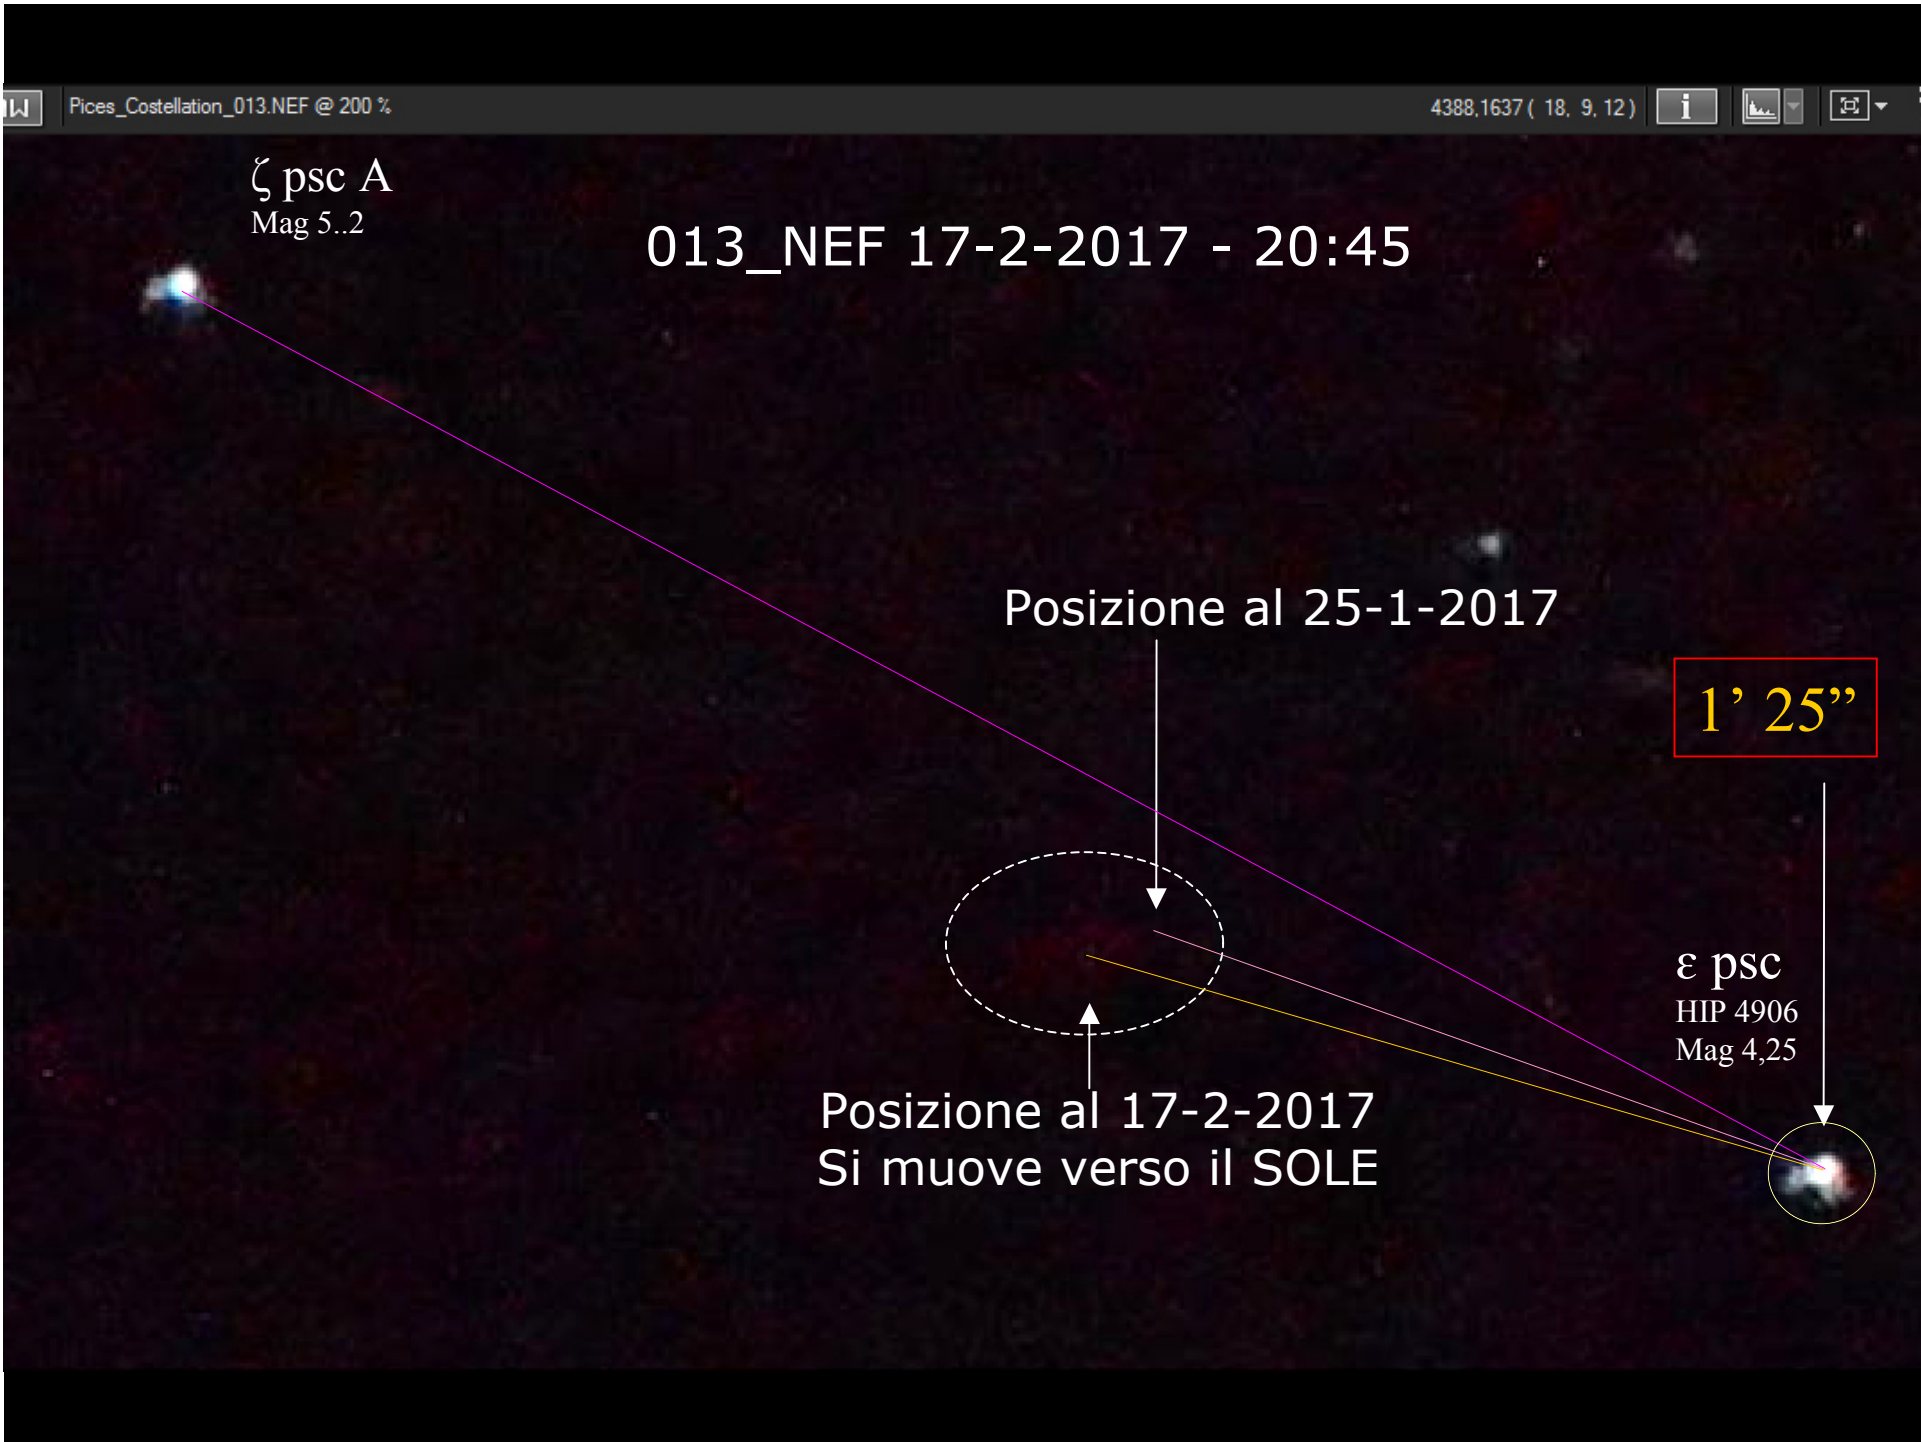 Pices_Costellation_013.NEF @ 200 %
4388,1637 ( 18, 9, 12 )
i
ζ psc A
Mag 5..2
013_NEF 17-2-2017 - 20:45
Posizione al 25-1-2017
1’ 25”
ε psc
HIP 4906
Mag 4,25
Posizione al 17-2-2017
Si muove verso il SOLE